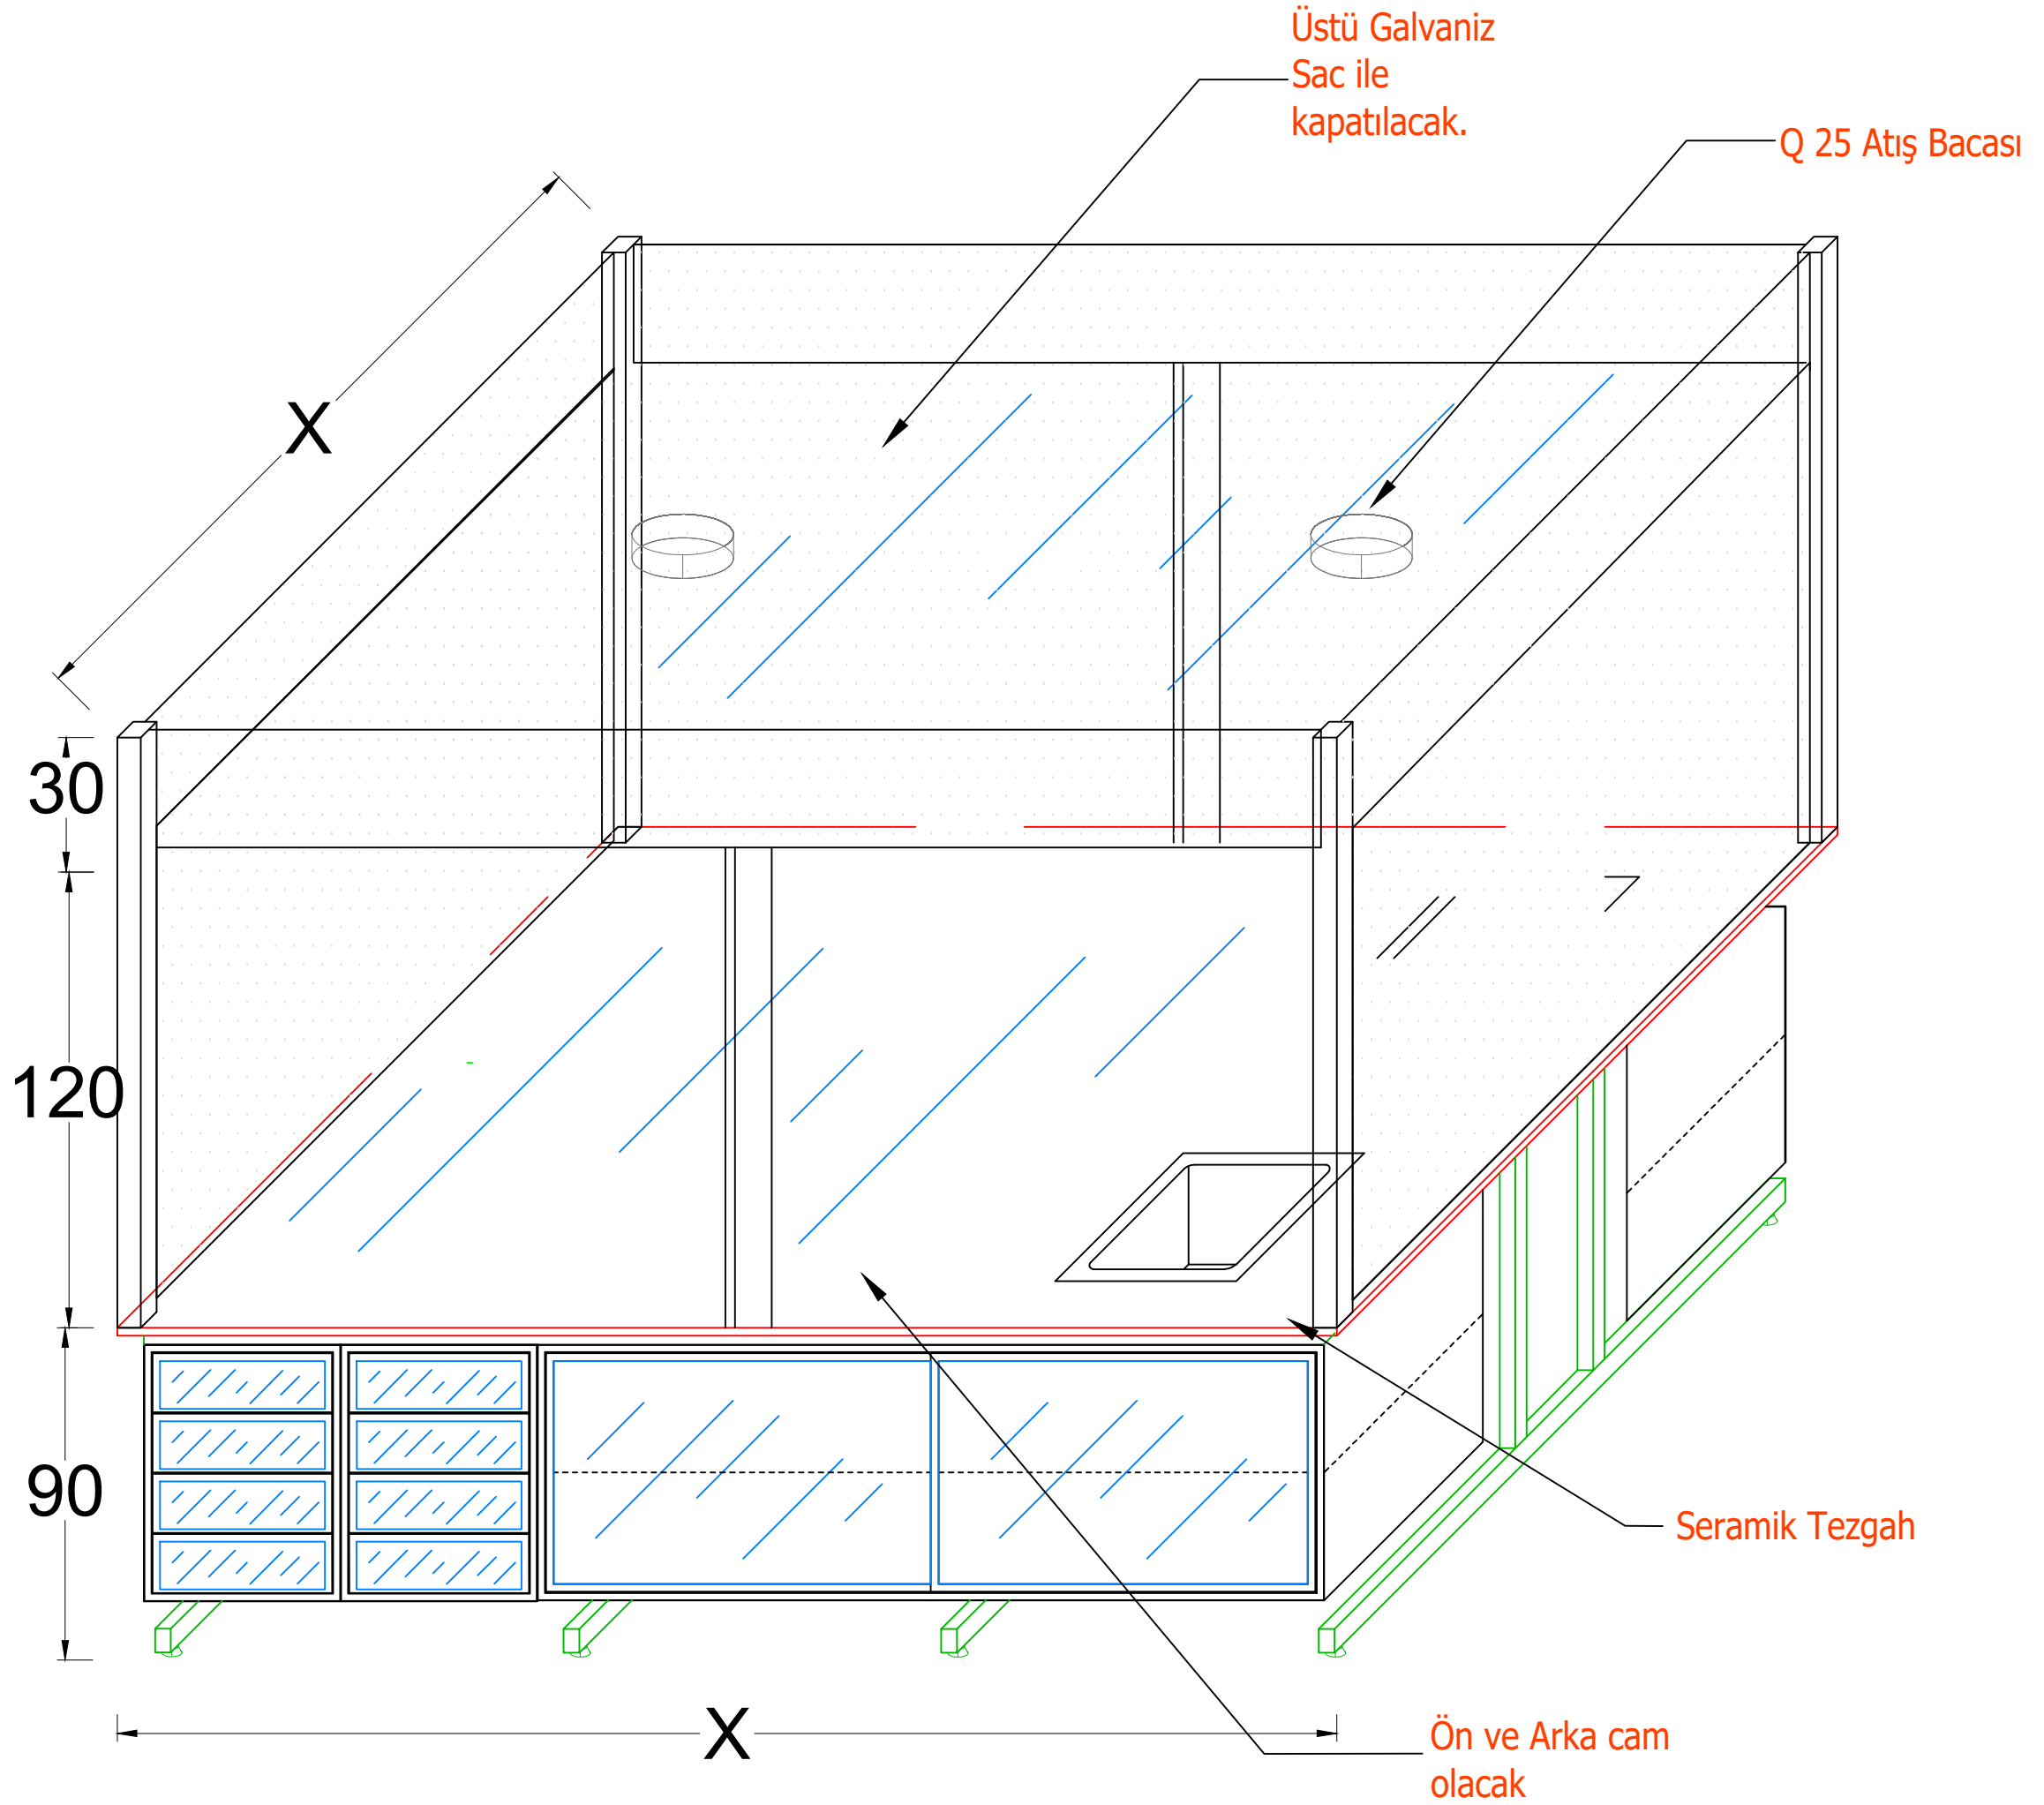 Üstü Galvaniz
Sac ile
kapatılacak.
Q 25 Atış Bacası
X
30
120
90
Seramik Tezgah
X
Ön ve Arka cam
olacak